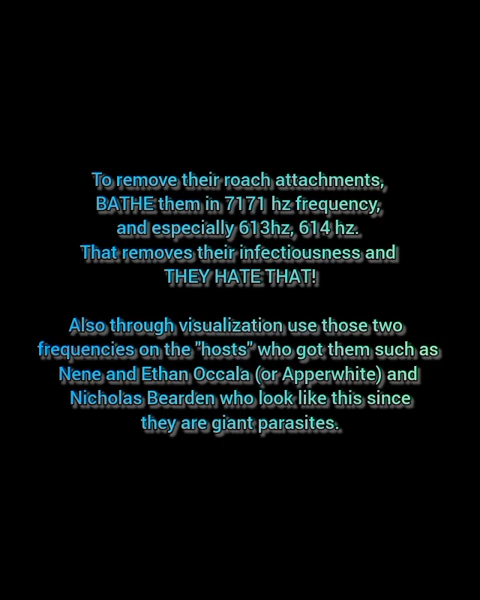 To remove their roach attachments,
BATHE them in 7171 hz frequency,
and especially 613hz, 614 hz.
That removes their infectiousness and
THEY HATE THAT!
Also through visualization use those two
frequencies on the "hosts" who got them such as
Nene and Ethan Occala (or Apperwhite) and
Nicholas Bearden who look like this since
they are giant parasites.